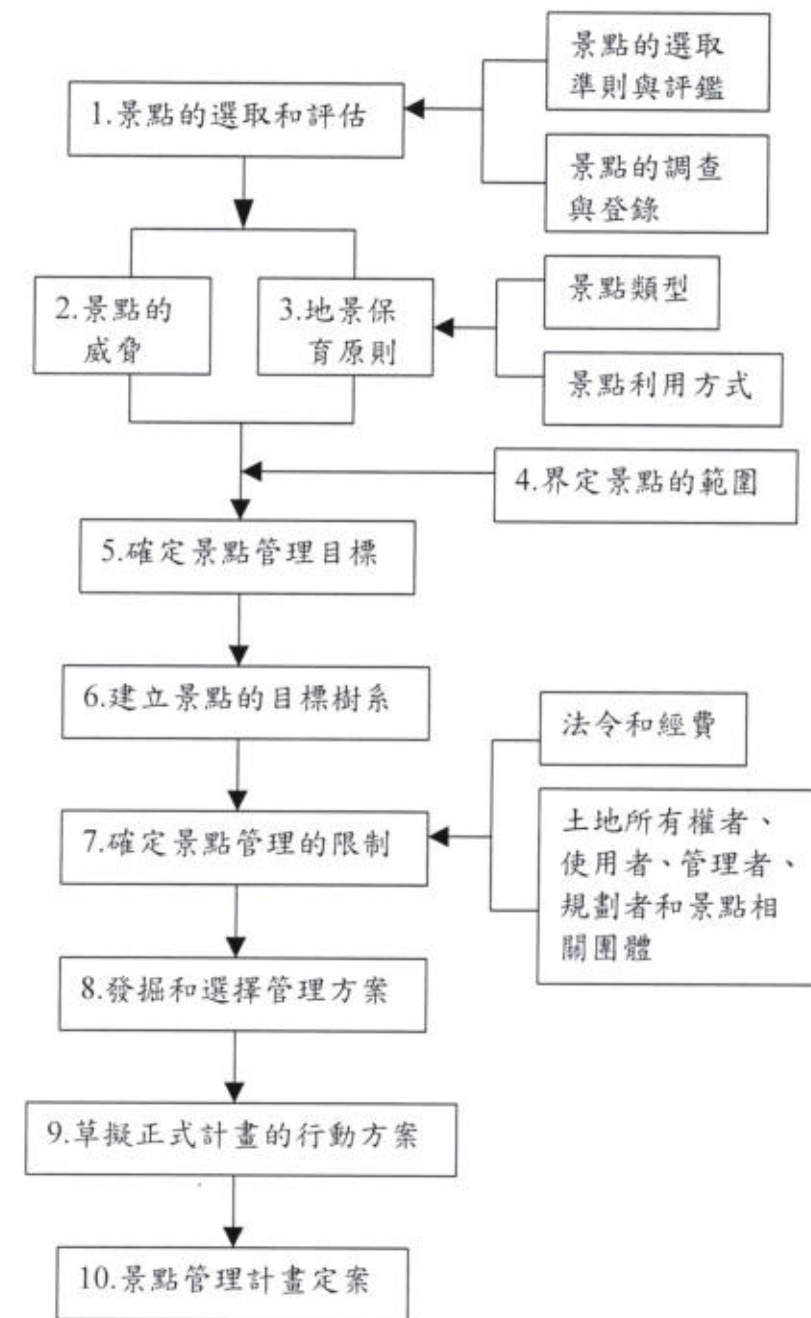 景點的選取
準則與評鑑
1.景點的選取和評估
景點的調查
與登錄
2.景點的
威脅
3.地景保
育原則
景點類型
景點利用方式
4.界定景點的範圍
5.確定景點管理目標
6.建立景點的目標樹系
法令和經費
7.確定景點管理的限制
土地所有權者、
使用者、管理者、
規劃者和景點相
關團體
8.發掘和選擇管理方案
9.草擬正式計畫的行動方案
10.景點管理計畫定案